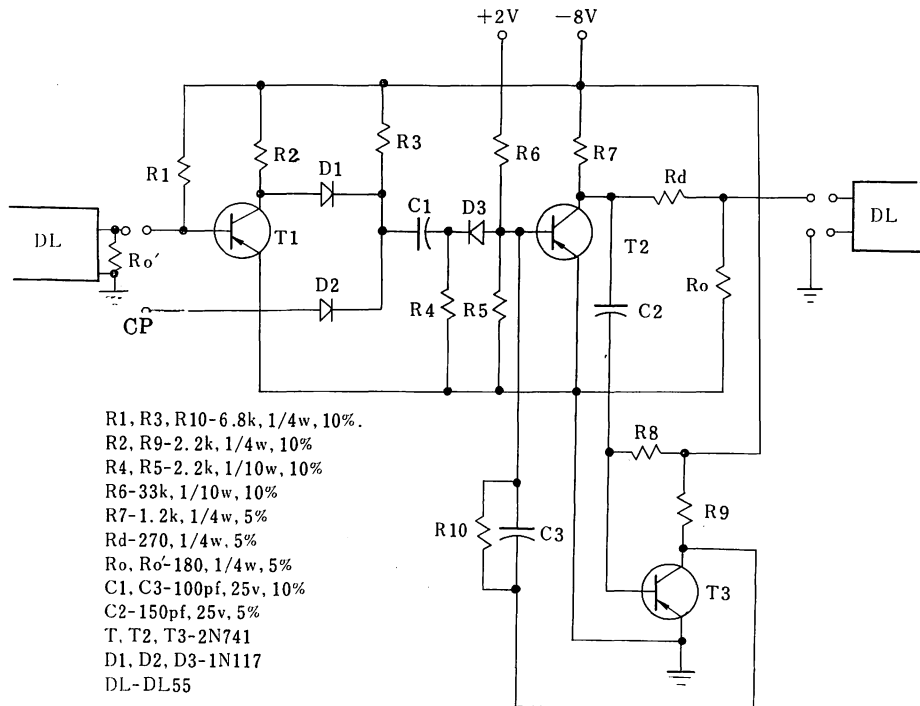 +2V
-8V
R1
R2
D1
R3
R6
R7
Rd
C1
D3
DL
Ro'
T1
T2
DL
D2
R4
R5
C2
Ro
CP
R1, R3, R10-6.8k, 1/4w, 10%.
R2, R9-2.2k, 1/4w, 10%
R4, R5-2.2k, 1/10w, 10%
R6-33k, 1/10w, 10%
R7-1.2k, 1/4w, 5%
Rd-270, 1/4w, 5%
Ro, Ro'-180, 1/4w, 5%
C1, C3-100pf, 25v, 10%
C2-150pf, 25v, 5%
T, T2, T3-2N741
D1, D2, D3-1N117
DL-DL55
R8
R9
R10
C3
T3